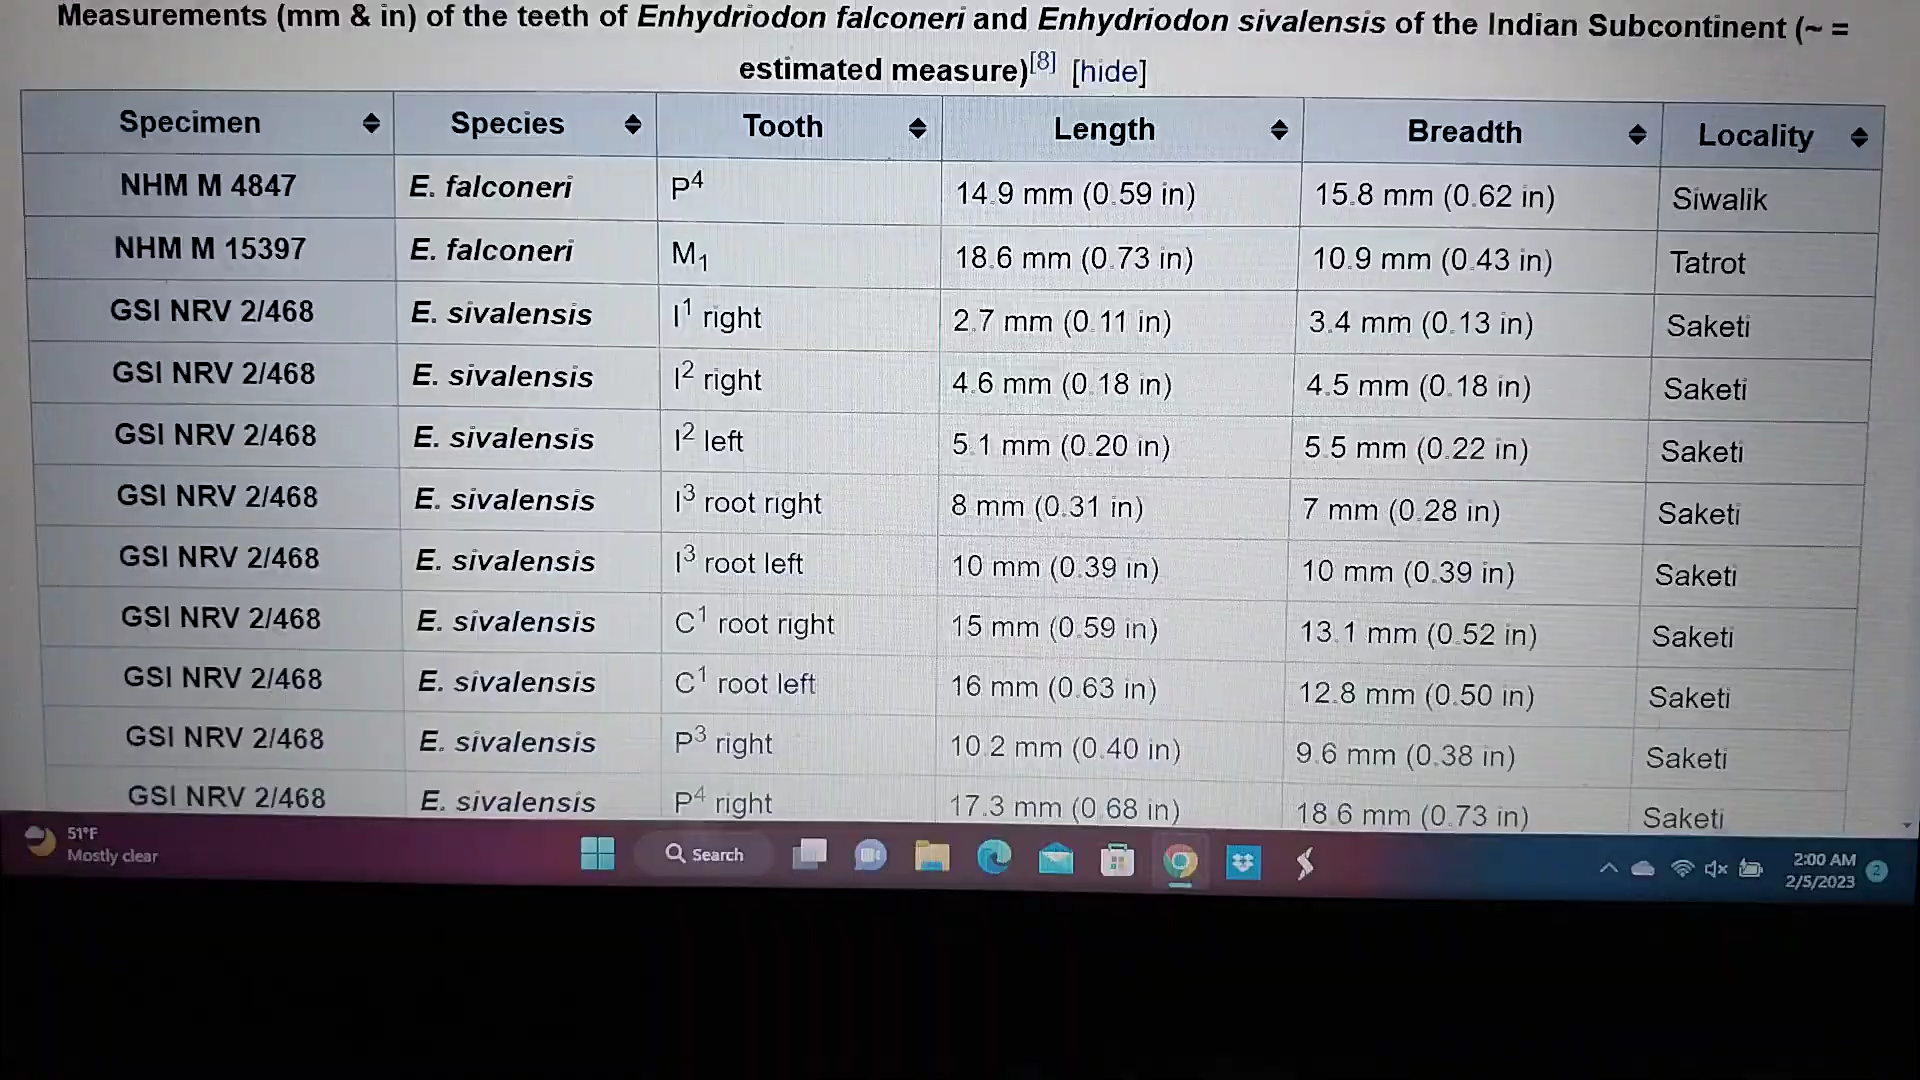 Measurements (mm & in) of the teeth of Enhydriodon falconeri and Enhydriodon sivalensis of the Indian Subcontinent (~ =
estimated measure)[8] [hide]
Specimen Species Tooth Length Breadth Locality
NHM M 4847 E. falconeri P4 14.9 mm (0.59 in) 15.8 mm (0.62 in) Siwalik
NHM M 15397 E. falconeri M1 18.6 mm (0.73 in) 10.9 mm (0.43 in) Tatrot
GSI NRV 2/468 E. sivalensis I1 right 2.7 mm (0.11 in) 3.4 mm (0.13 in) Saketi
GSI NRV 2/468 E. sivalensis I2 right 4.6 mm (0.18 in) 4.5 mm (0.18 in) Saketi
GSI NRV 2/468 E. sivalensis I2 left 5.1 mm (0.20 in) 5.5 mm (0.22 in) Saketi
GSI NRV 2/468 E. sivalensis I3 root right 8 mm (0.31 in) 7 mm (0.28 in) Saketi
GSI NRV 2/468 E. sivalensis I3 root left 10 mm (0.39 in) 10 mm (0.39 in) Saketi
GSI NRV 2/468 E. sivalensis C1 root right 15 mm (0.59 in) 13.1 mm (0.52 in) Saketi
GSI NRV 2/468 E. sivalensis C1 root left 16 mm (0.63 in) 12.8 mm (0.50 in) Saketi
GSI NRV 2/468 E. sivalensis P3 right 10.2 mm (0.40 in) 9.6 mm (0.38 in) Saketi
GSI NRV 2/468 E. sivalensis P4 right 17.3 mm (0.68 in) 18.6 mm (0.73 in) Saketi
51°F
Mostly clear
Search
2:00 AM
2/5/2023
2